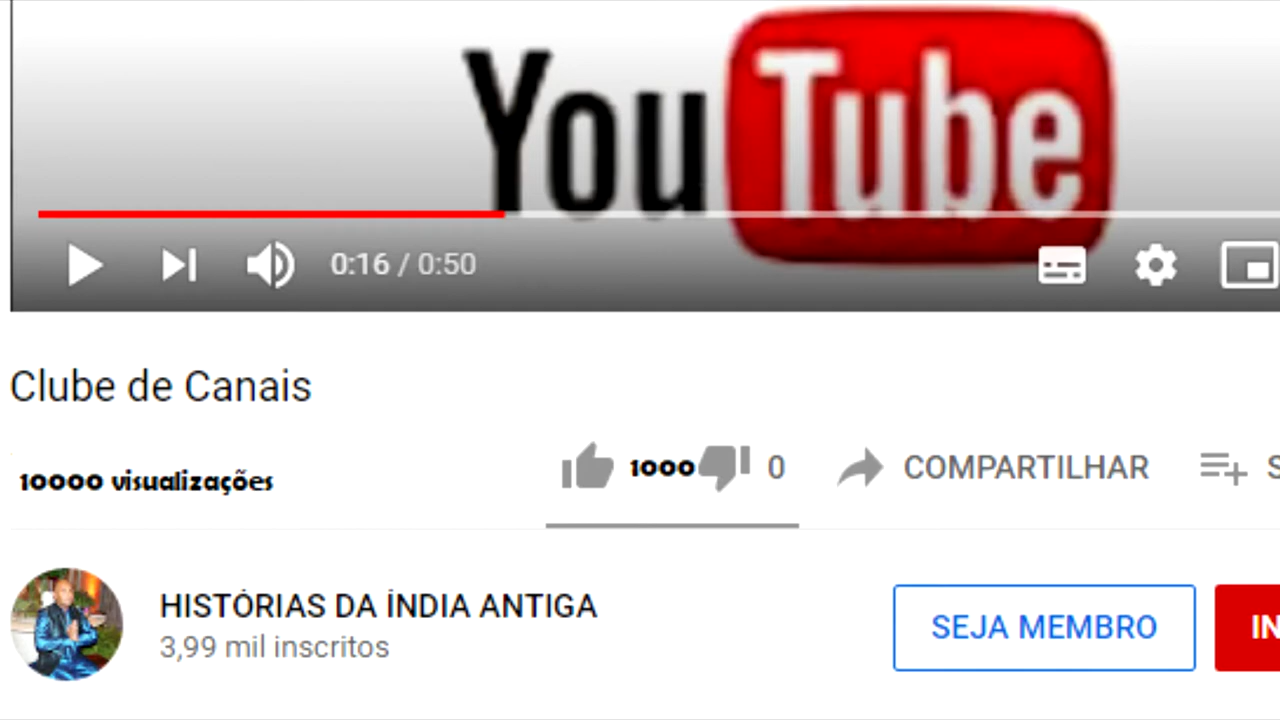 YouTube
0:16 / 0:50
Clube de Canais
10000 visualizações
1000 0 COMPARTILHAR S
HISTÓRIAS DA ÍNDIA ANTIGA
3,99 mil inscritos
SEJA MEMBRO
IN